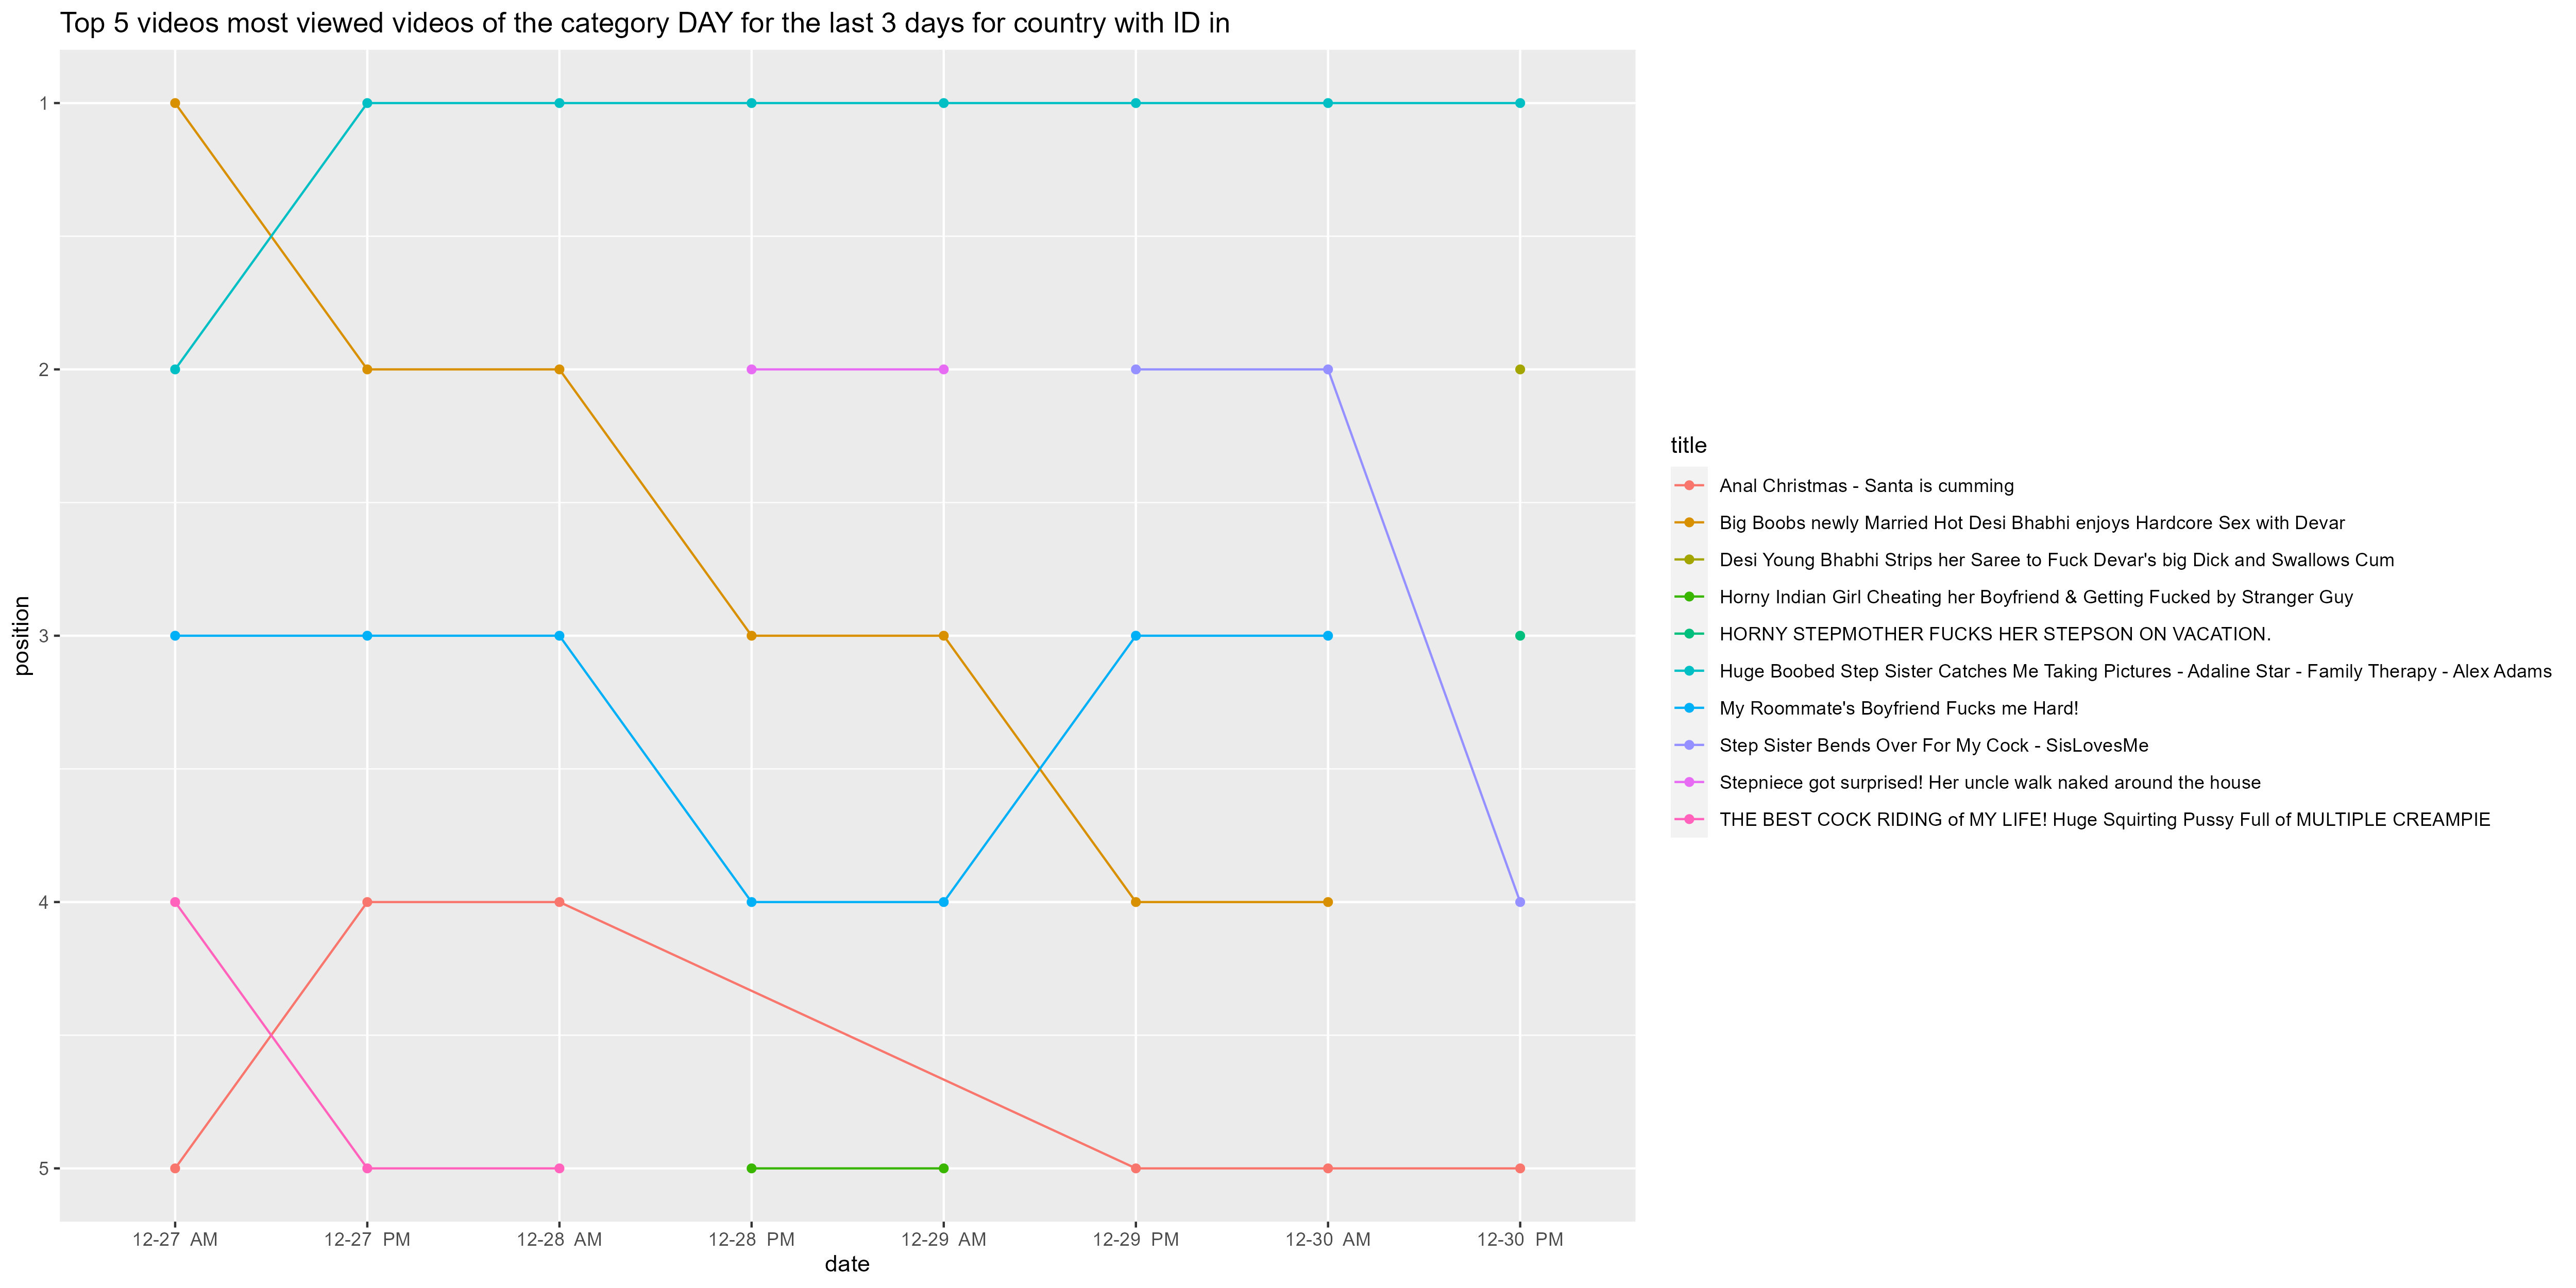 Top 5 videos most viewed videos of the category DAY for the last 3 days for country with ID in
position
1
2
3
4
5
12-27 AM
12-27 PM
12-28 AM
12-28 PM
12-29 AM
12-29 PM
12-30 AM
12-30 PM
date
title
Anal Christmas - Santa is cumming
Big Boobs newly Married Hot Desi Bhabhi enjoys Hardcore Sex with Devar
Desi Young Bhabhi Strips her Saree to Fuck Devar's big Dick and Swallows Cum
Horny Indian Girl Cheating her Boyfriend & Getting Fucked by Stranger Guy
HORNY STEPMOTHER FUCKS HER STEPSON ON VACATION.
Huge Boobed Step Sister Catches Me Taking Pictures - Adaline Star - Family Therapy - Alex Adams
My Roommate's Boyfriend Fucks me Hard!
Step Sister Bends Over For My Cock - SisLovesMe
Stepniece got surprised! Her uncle walk naked around the house
THE BEST COCK RIDING of MY LIFE! Huge Squirting Pussy Full of MULTIPLE CREAMPIE